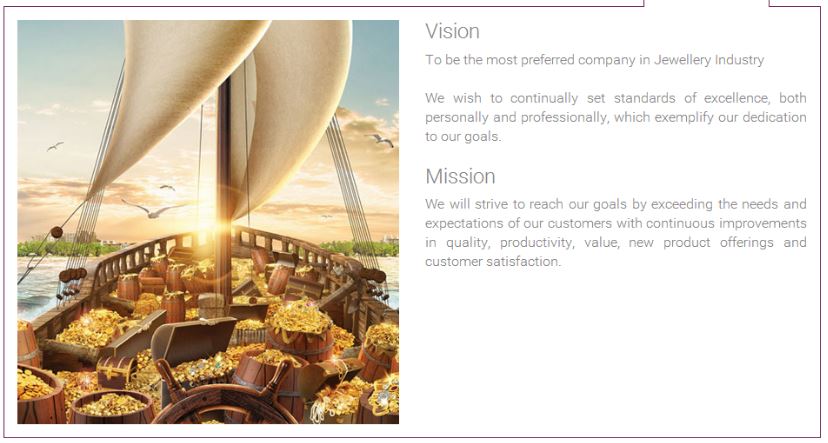 Vision
To be the most preferred company in Jewellery Industry
We wish to continually set standards of excellence, both
personally and professionally, which exemplify our dedication
to our goals.
Mission
We will strive to reach our goals by exceeding the needs and
expectations of our customers with continuous improvements
in quality, productivity, value, new product offerings and
customer satisfaction.